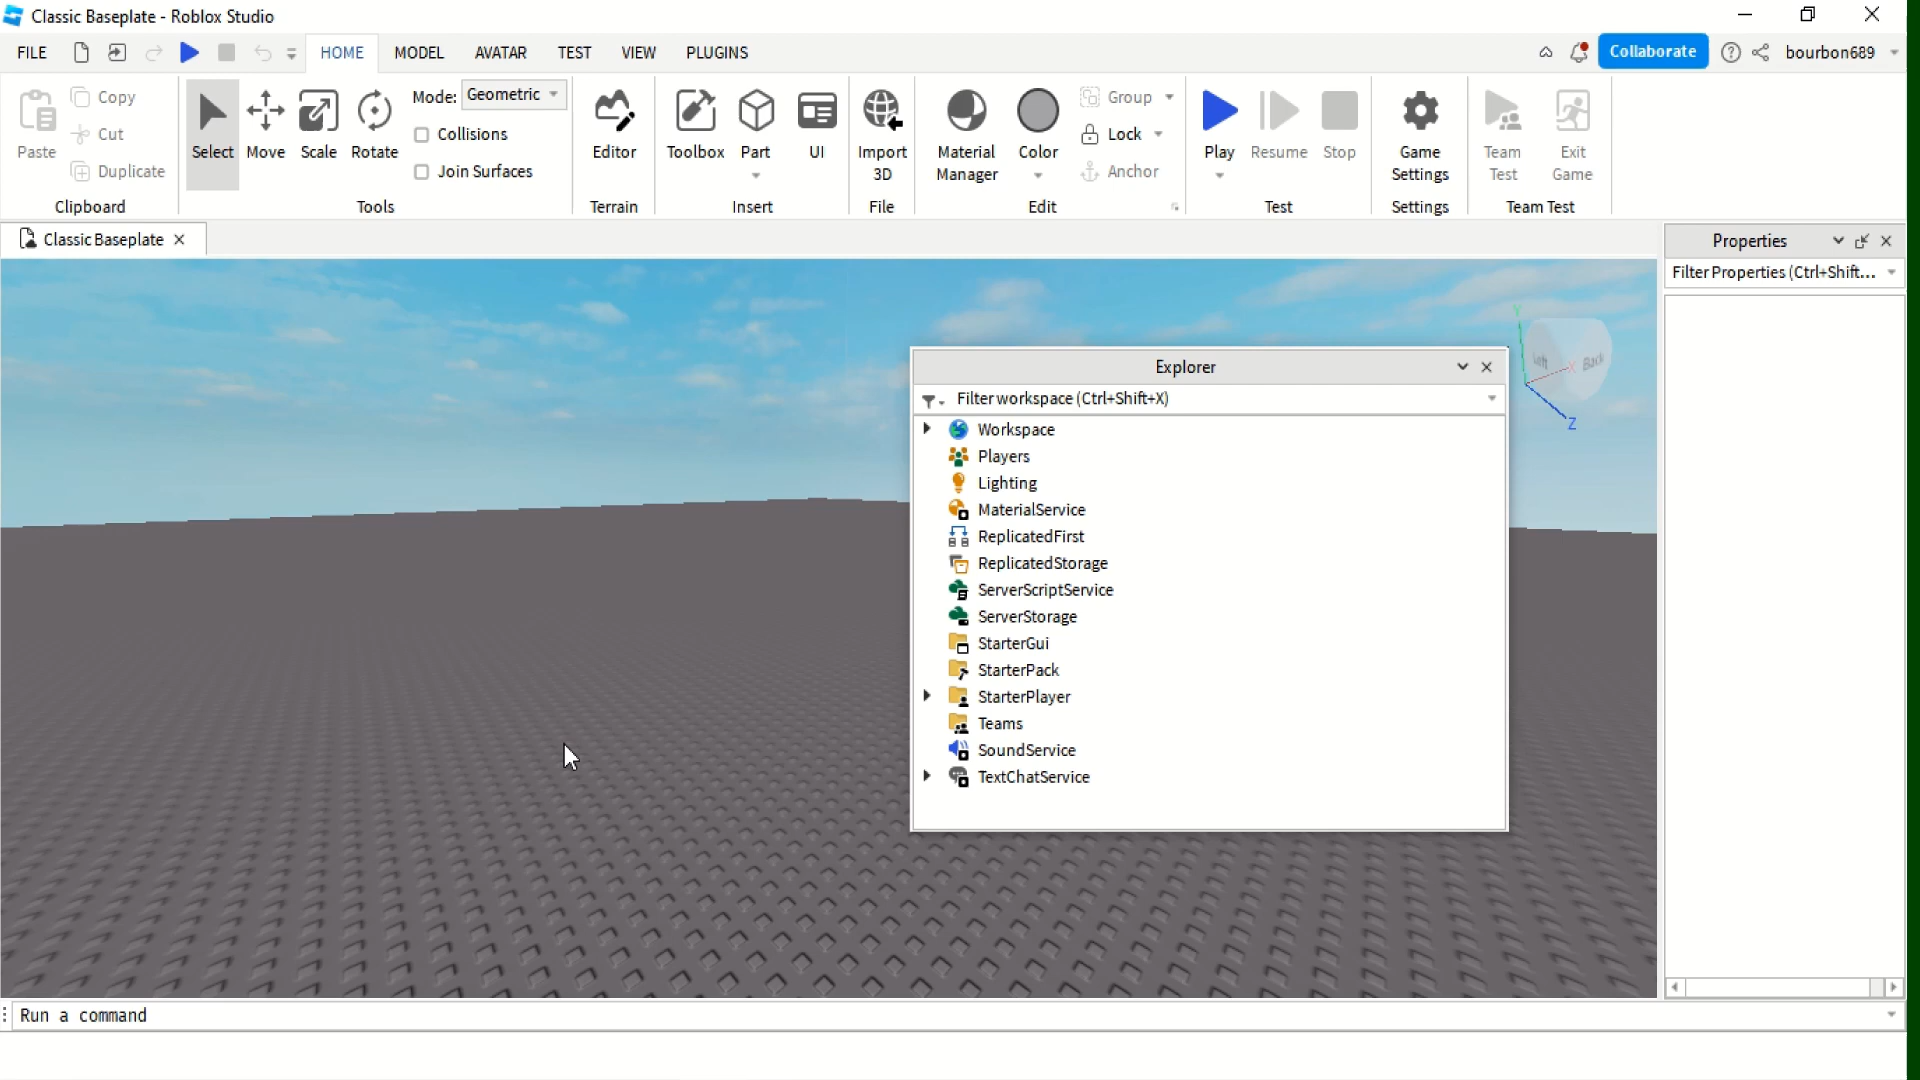 Classic Baseplate - Roblox Studio
FILE HOME MODEL AVATAR TEST VIEW PLUGINS Collaborate bourbon689
Paste Copy Cut Duplicate
Clipboard
Select Move Scale Rotate Mode: Geometric
Collisions
Join Surfaces
Tools
Editor
Terrain
Toolbox Part UI
Insert
Import 3D
File
Material Manager Color Group Lock Anchor
Edit
Play Resume Stop
Test
Game Settings
Settings
Team Test Exit Game
Team Test
Classic Baseplate
Properties
Filter Properties (Ctrl+Shift...
Y
Left X Back
Z
Explorer
Filter workspace (Ctrl+Shift+X)
Workspace
Players
Lighting
MaterialService
ReplicatedFirst
ReplicatedStorage
ServerScriptService
ServerStorage
StarterGui
StarterPack
StarterPlayer
Teams
SoundService
TextChatService
Run a command